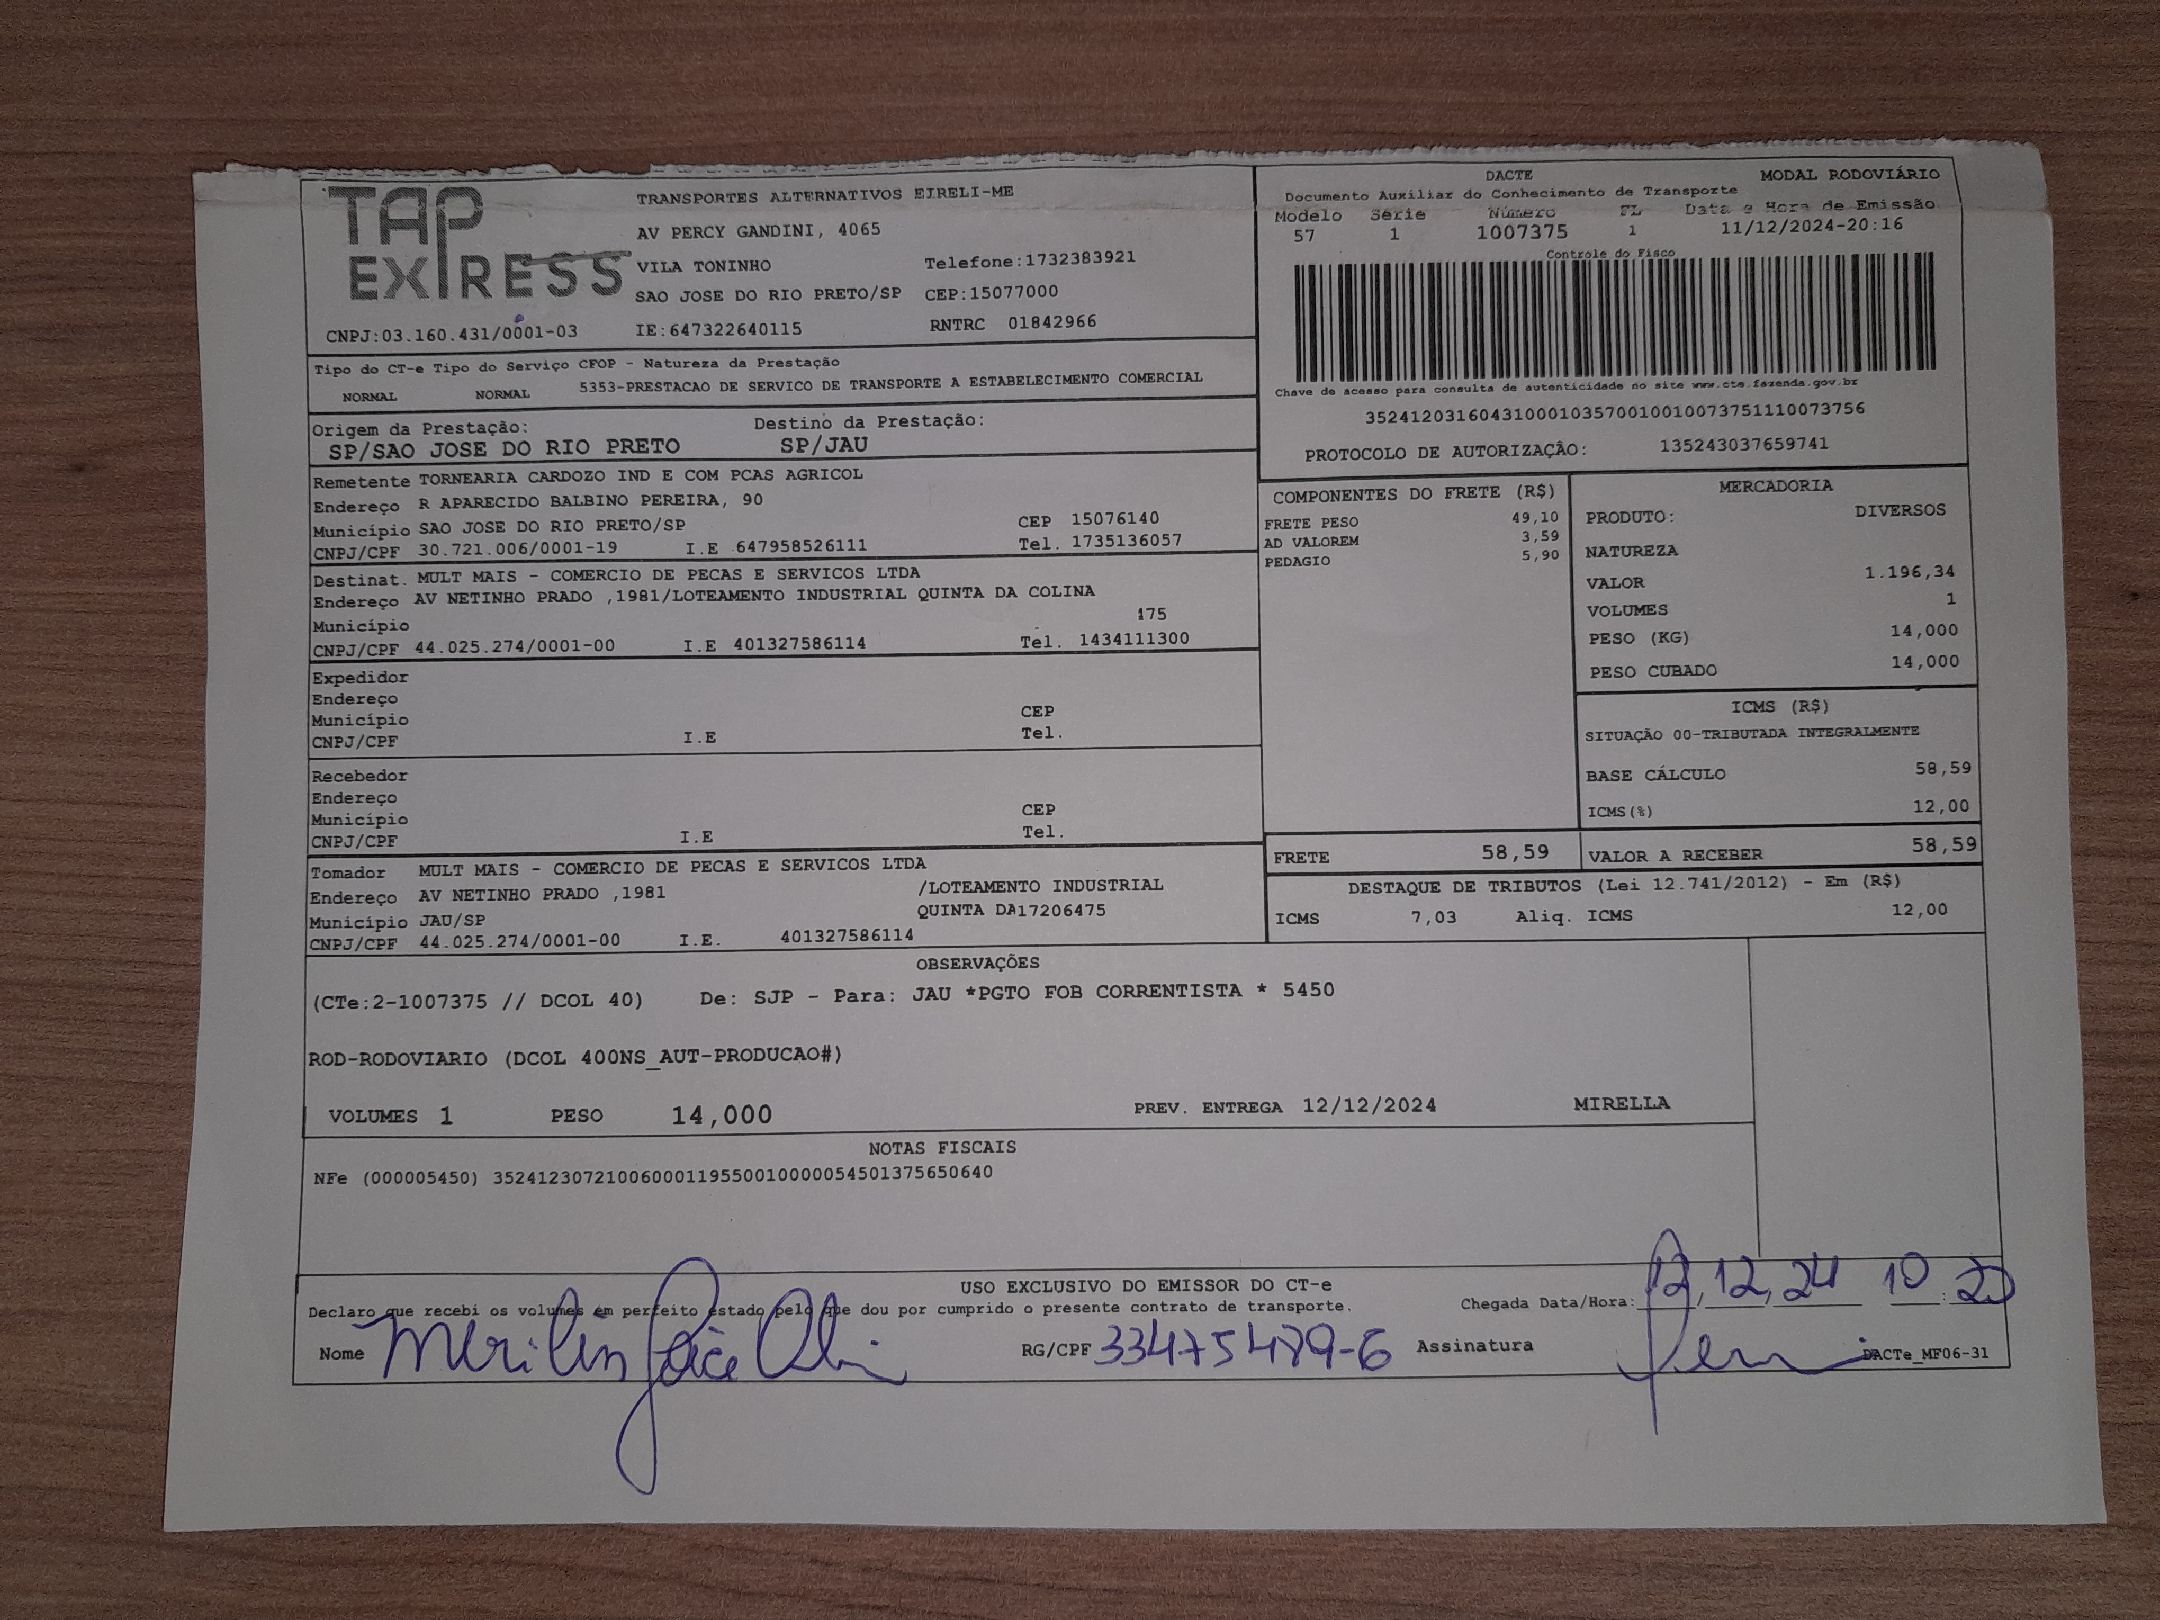 TAP EXPRESS
TRANSPORTES ALTERNATIVOS EIRELI-ME
AV PERCY GANDINI, 4065
VILA TONINHO Telefone:1732383921
SAO JOSE DO RIO PRETO/SP CEP:15077000
CNPJ:03.160.431/0001-03 IE:647322640115 RNTRC 01842966
DACTE MODAL RODOVIÁRIO
Documento Auxiliar do Conhecimento de Transporte
Modelo Série Número FL Data e Hora de Emissão
57 1 1007375 1 11/12/2024-20:16
Controle do Fisco
Chave de acesso para consulta de autenticidade no site www.cte.fazenda.gov.br
35241203160431000103570010010073751110073756
PROTOCOLO DE AUTORIZAÇÂO: 135243037659741
Tipo do CT-e Tipo do Serviço CFOP - Natureza da Prestação
NORMAL NORMAL 5353-PRESTACAO DE SERVICO DE TRANSPORTE A ESTABELECIMENTO COMERCIAL
Origem da Prestação: Destino da Prestação:
SP/SAO JOSE DO RIO PRETO SP/JAU
Remetente TORNEARIA CARDOZO IND E COM PCAS AGRICOL
Endereço R APARECIDO BALBINO PEREIRA, 90
Município SAO JOSE DO RIO PRETO/SP CEP 15076140
CNPJ/CPF 30.721.006/0001-19 I.E 647958526111 Tel. 1735136057
Destinat. MULT MAIS - COMERCIO DE PECAS E SERVICOS LTDA
Endereço AV NETINHO PRADO ,1981/LOTEAMENTO INDUSTRIAL QUINTA DA COLINA
Município 175
CNPJ/CPF 44.025.274/0001-00 I.E 401327586114 Tel. 1434111300
Expedidor
Endereço
Município CEP
CNPJ/CPF I.E Tel.
Recebedor
Endereço
Município CEP
CNPJ/CPF I.E Tel.
Tomador MULT MAIS - COMERCIO DE PECAS E SERVICOS LTDA
Endereço AV NETINHO PRADO ,1981 /LOTEAMENTO INDUSTRIAL
Município JAU/SP QUINTA DA17206475
CNPJ/CPF 44.025.274/0001-00 I.E. 401327586114
COMPONENTES DO FRETE (R$)
FRETE PESO 49,10
AD VALOREM 3,59
PEDAGIO 5,90
MERCADORIA
PRODUTO: DIVERSOS
NATUREZA
VALOR 1.196,34
VOLUMES 1
PESO (KG) 14,000
PESO CUBADO 14,000
ICMS (R$)
SITUAÇÃO 00-TRIBUTADA INTEGRALMENTE
BASE CÁLCULO 58,59
ICMS(%) 12,00
FRETE 58,59 VALOR A RECEBER 58,59
DESTAQUE DE TRIBUTOS (Lei 12.741/2012) - Em (R$)
ICMS 7,03 Aliq. ICMS 12,00
OBSERVAÇÕES
(CTe:2-1007375 // DCOL 40) De: SJP - Para: JAU *PGTO FOB CORRENTISTA * 5450
ROD-RODOVIARIO (DCOL 400NS_AUT-PRODUCAO#)
VOLUMES 1 PESO 14,000 PREV. ENTREGA 12/12/2024 MIRELLA
NOTAS FISCAIS
NFe (000005450) 35241230721006000119550010000054501375650640
USO EXCLUSIVO DO EMISSOR DO CT-e
Declaro que recebi os volumes em perfeito estado pelo que dou por cumprido o presente contrato de transporte. Chegada Data/Hora: 12,12,24 10:
Nome RG/CPF 33475489-6 Assinatura DACTe_MF06-31